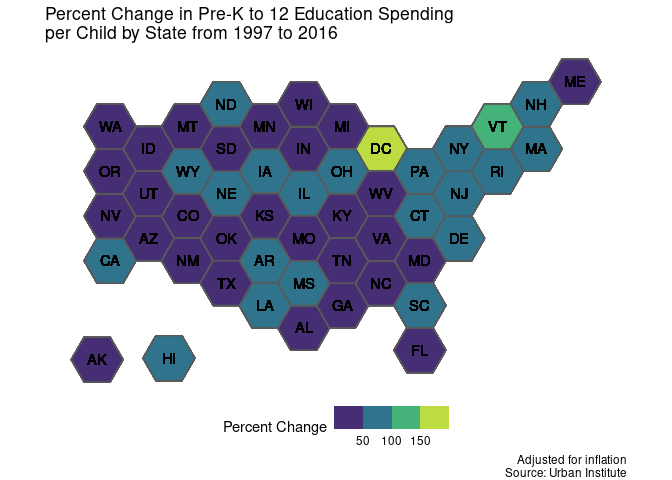 Percent Change in Pre-K to 12 Education Spending
per Child by State from 1997 to 2016
ME
ND WI NH
WA MT MN MI VT
ID SD IN DC NY MA
OR WY IA OH PA RI
UT NE IL WV NJ
NV CO KS KY CT
AZ OK MO VA DE
CA NM AR TN MD
TX MS NC
LA GA SC
AL
FL
AK HI
Percent Change
50 100 150
Adjusted for inflation
Source: Urban Institute